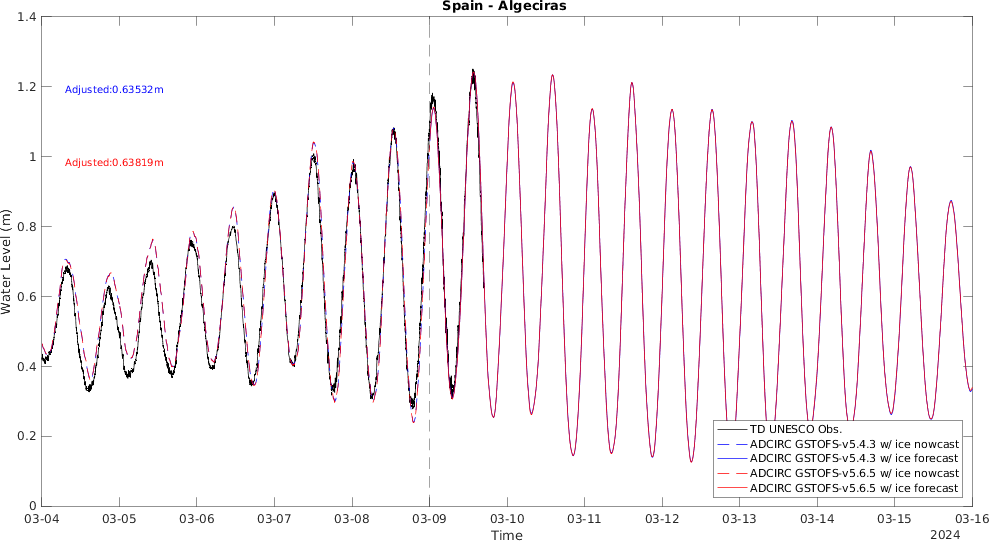 Spain - Algeciras
1.4
1.2
1
0.8
0.6
0.4
0.2
0
Water Level (m)
Adjusted:0.63532m
Adjusted:0.63819m
TD UNESCO Obs.
ADCIRC GSTOFS-v5.4.3 w/ ice nowcast
ADCIRC GSTOFS-v5.4.3 w/ ice forecast
ADCIRC GSTOFS-v5.6.5 w/ ice nowcast
ADCIRC GSTOFS-v5.6.5 w/ ice forecast
03-04 03-05 03-06 03-07 03-08 03-09 03-10 03-11 03-12 03-13 03-14 03-15 03-16
Time
2024